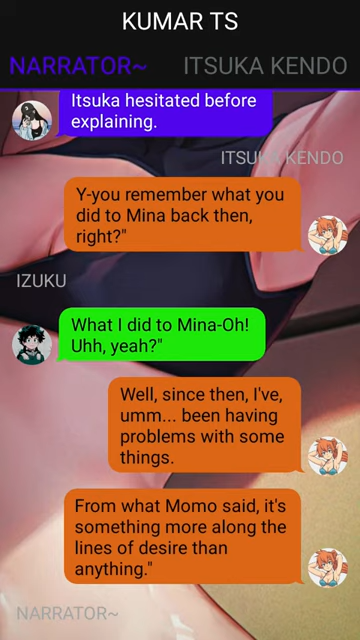 KUMAR TS
NARRATOR~
ITSUKA KENDO
Itsuka hesitated before
explaining.
ITSUKA KENDO
Y-you remember what you
did to Mina back then,
right?"
IZUKU
What I did to Mina-Oh!
Uhh, yeah?"
Well, since then, I've,
umm... been having
problems with some
things.
From what Momo said, it's
something more along the
lines of desire than
anything."
NARRATOR~